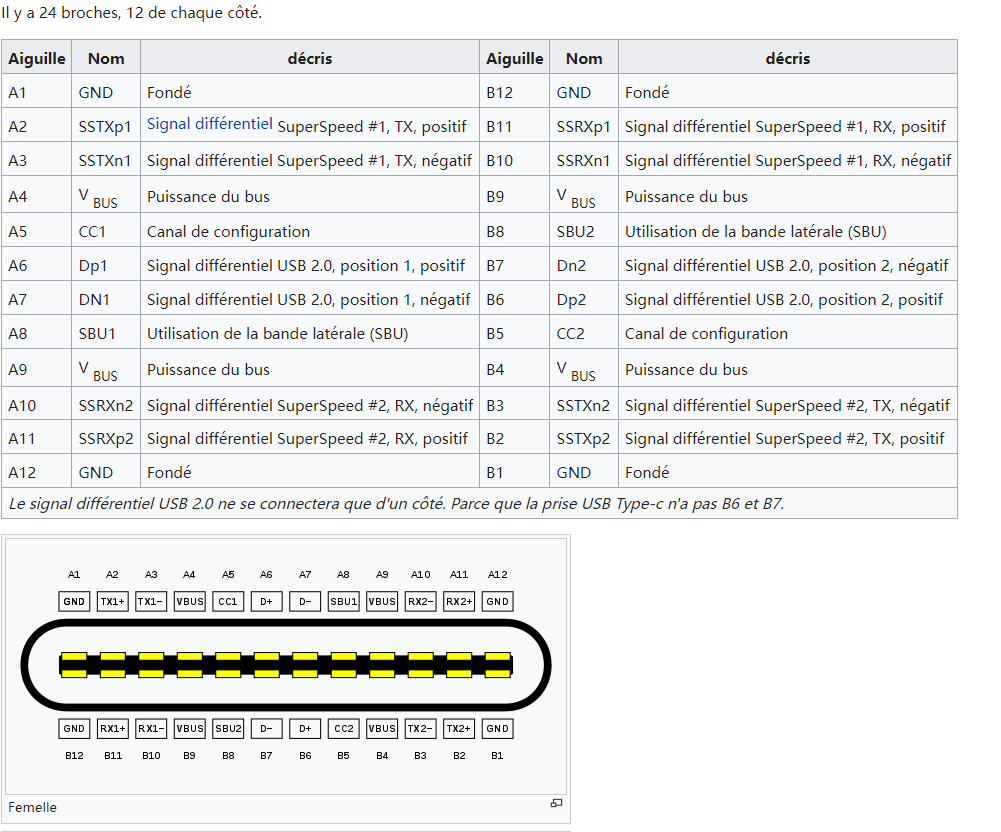 Il y a 24 broches, 12 de chaque côté.
Aiguille Nom décris Aiguille Nom décris
A1 GND Fondé B12 GND Fondé
A2 SSTXp1 Signal différentiel SuperSpeed #1, TX, positif B11 SSRXp1 Signal différentiel SuperSpeed #1, RX, positif
A3 SSTXn1 Signal différentiel SuperSpeed #1, TX, négatif B10 SSRXn1 Signal différentiel SuperSpeed #1, RX, négatif
A4 V BUS Puissance du bus B9 V BUS Puissance du bus
A5 CC1 Canal de configuration B8 SBU2 Utilisation de la bande latérale (SBU)
A6 Dp1 Signal différentiel USB 2.0, position 1, positif B7 Dn2 Signal différentiel USB 2.0, position 2, négatif
A7 DN1 Signal différentiel USB 2.0, position 1, négatif B6 Dp2 Signal différentiel USB 2.0, position 2, positif
A8 SBU1 Utilisation de la bande latérale (SBU) B5 CC2 Canal de configuration
A9 V BUS Puissance du bus B4 V BUS Puissance du bus
A10 SSRXn2 Signal différentiel SuperSpeed #2, RX, négatif B3 SSTXn2 Signal différentiel SuperSpeed #2, TX, négatif
A11 SSRXp2 Signal différentiel SuperSpeed #2, RX, positif B2 SSTXp2 Signal différentiel SuperSpeed #2, TX, positif
A12 GND Fondé B1 GND Fondé
Le signal différentiel USB 2.0 ne se connectera que d'un côté. Parce que la prise USB Type-c n'a pas B6 et B7.
A1 A2 A3 A4 A5 A6 A7 A8 A9 A10 A11 A12
GND TX1+ TX1− VBUS CC1 D+ D− SBU1 VBUS RX2− RX2+ GND
GND RX1+ RX1− VBUS SBU2 D− D+ CC2 VBUS TX2− TX2+ GND
B12 B11 B10 B9 B8 B7 B6 B5 B4 B3 B2 B1
Femelle